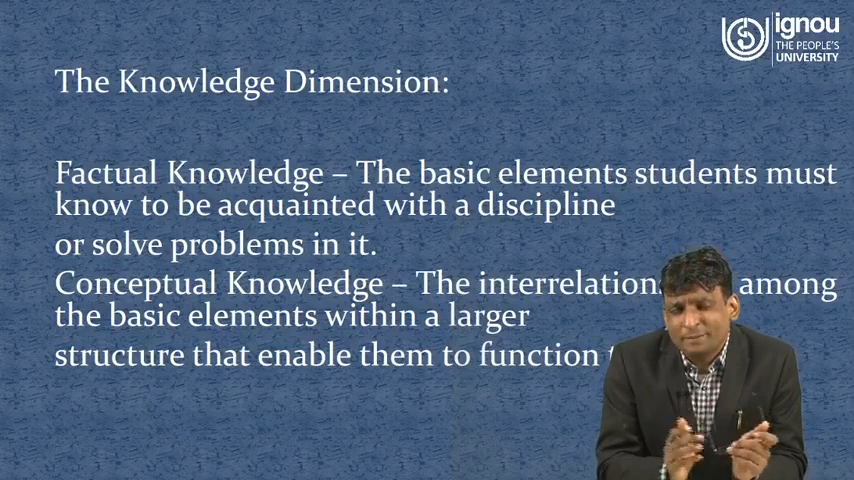 ignou
THE PEOPLE'S
UNIVERSITY
The Knowledge Dimension:
Factual Knowledge – The basic elements students must
know to be acquainted with a discipline
or solve problems in it.
Conceptual Knowledge – The among
the basic elements within a larger
structure that enable them to function